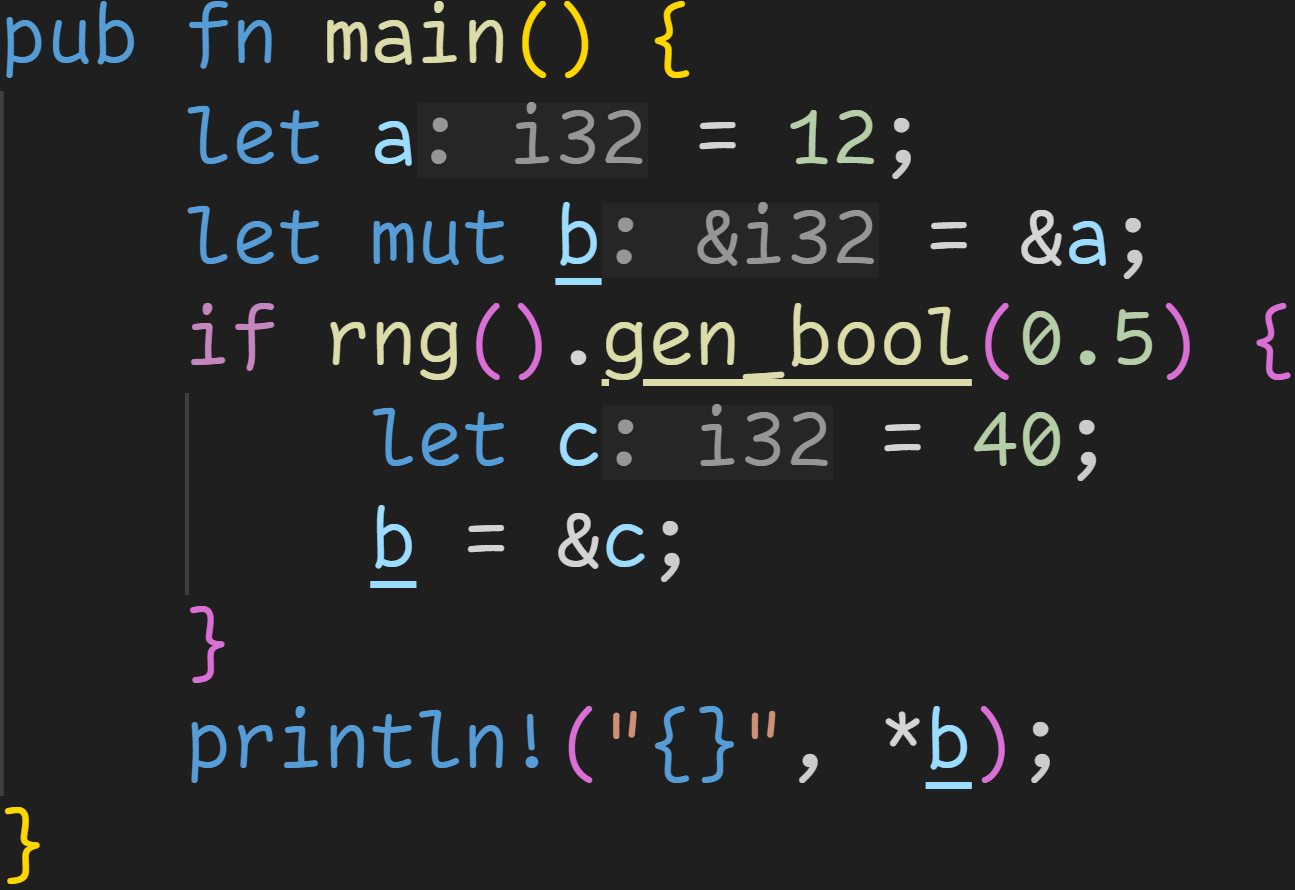 pub fn main() {
    let a: i32 = 12;
    let mut b: &i32 = &a;
    if rng().gen_bool(0.5) {
        let c: i32 = 40;
        b = &c;
    }
    println!("{}", *b);
}